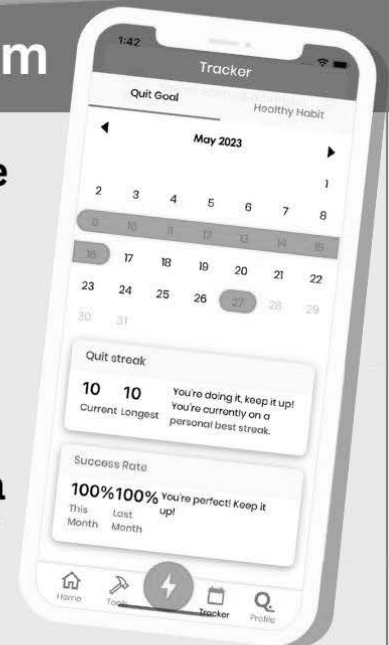 m
e
a
1:42
Tracker
Quit Goal Healthy Habit
May 2023
1
2 3 4 5 6 7 8
9 10 11 12 13 14 15
16 17 18 19 20 21 22
23 24 25 26 27 28 29
30 31
Quit streak
10 10
Current Longest
You're doing it, keep it up!
You're currently on a
personal best streak.
Success Rate
100% 100%
This Month
Last Month
You're perfect! Keep it
up!
Home Tools Tracker Profile